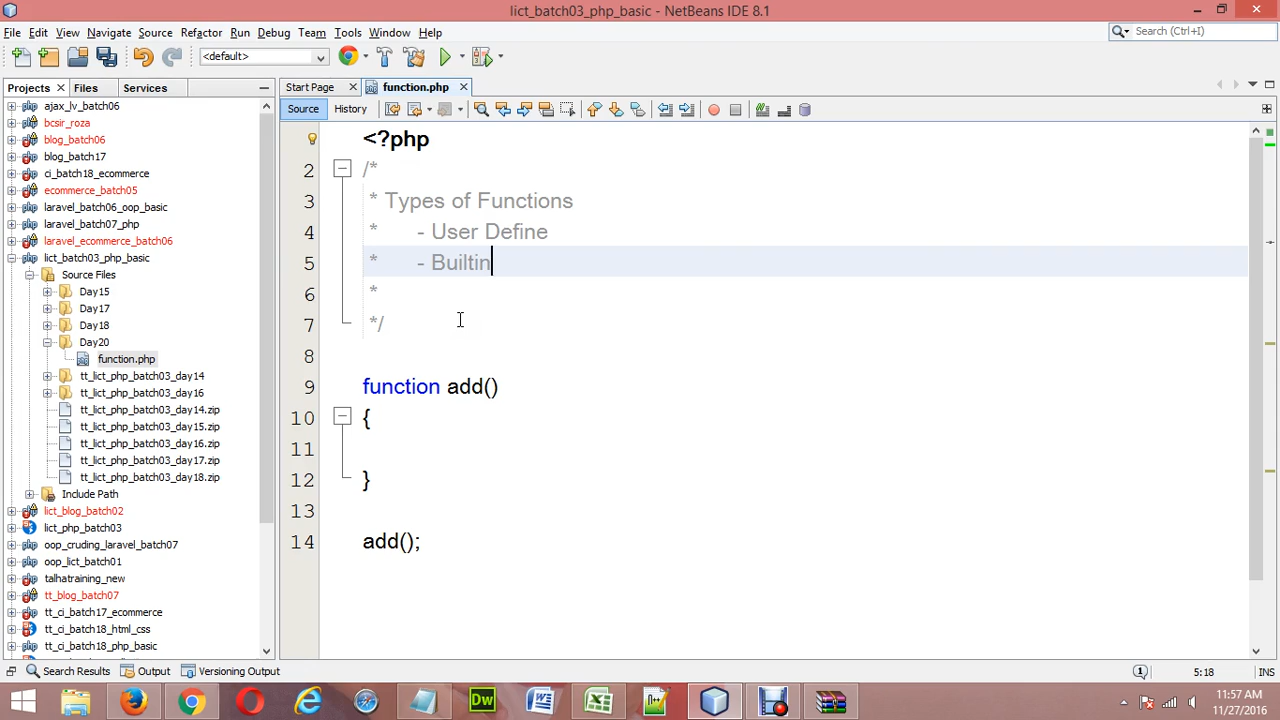 lict_batch03_php_basic - NetBeans IDE 8.1
File Edit View Navigate Source Refactor Run Debug Team Tools Window Help
Search (Ctrl+I)
<default>
Projects Files Services
Start Page function.php
Source History
ajax_lv_batch06
bcsir_roza
blog_batch06
blog_batch17
ci_batch18_ecommerce
ecommerce_batch05
laravel_batch06_oop_basic
laravel_batch07_php
laravel_ecommerce_batch06
lict_batch03_php_basic
Source Files
Day15
Day17
Day18
Day20
function.php
tt_lict_php_batch03_day14
tt_lict_php_batch03_day16
tt_lict_php_batch03_day14.zip
tt_lict_php_batch03_day15.zip
tt_lict_php_batch03_day16.zip
tt_lict_php_batch03_day17.zip
tt_lict_php_batch03_day18.zip
Include Path
lict_blog_batch02
lict_php_batch03
oop_cruding_laravel_batch07
oop_lict_batch01
talhatraining_new
tt_blog_batch07
tt_ci_batch17_ecommerce
tt_ci_batch18_html_css
tt_ci_batch18_php_basic
<?php
2 /*
3 * Types of Functions
4 * - User Define
5 * - Builtin
6 *
7 */
8
9 function add()
10 {
11
12 }
13
14 add();
Search Results Output Versioning Output
1
5:18 INS
Dw
11:57 AM
11/27/2016